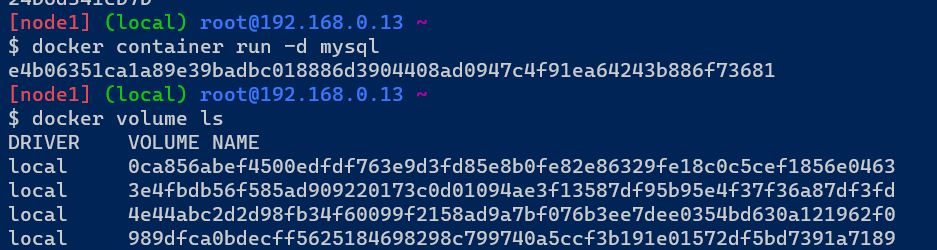 [node1] (local) root@192.168.0.13 ~
$ docker container run -d mysql
e4b06351ca1a89e39badbc018886d3904408ad0947c4f91ea64243b886f73681
[node1] (local) root@192.168.0.13 ~
$ docker volume ls
DRIVER    VOLUME NAME
local     0ca856abef4500edfdf763e9d3fd85e8b0fe82e86329fe18c0c5cef1856e0463
local     3e4fbdb56f585ad909220173c0d01094ae3f13587df95b95e4f37f36a87df3fd
local     4e44abc2d2d98fb34f60099f2158ad9a7bf076b3ee7dee0354bd630a121962f0
local     989dfca0bdecff5625184698298c799740a5ccf3b191e01572df5bd7391a7189